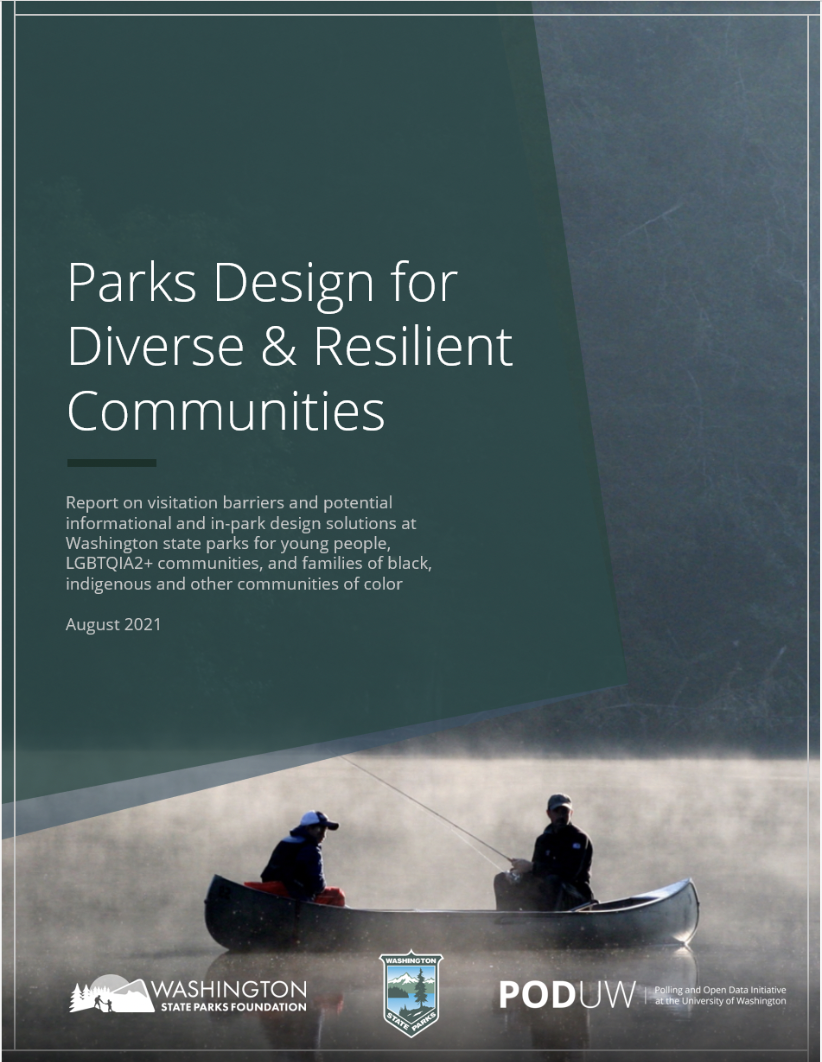 Parks Design for
Diverse & Resilient
Communities
Report on visitation barriers and potential
informational and in-park design solutions at
Washington state parks for young people,
LGBTQIA2+ communities, and families of black,
indigenous and other communities of color
August 2021
WASHINGTON
STATE PARKS FOUNDATION
WASHINGTON
STATE PARKS
PODUW
Polling and Open Data Initiative
at the University of Washington